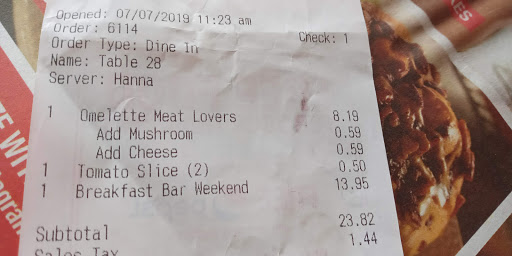 Opened: 07/07/2019 11:23 am
Order: 6114 Check: 1
Order Type: Dine In
Name: Table 28
Server: Hanna
1 Omelette Meat Lovers 8.19
Add Mushroom 0.59
Add Cheese 0.59
1 Tomato Slice (2) 0.50
1 Breakfast Bar Weekend 13.95
Subtotal 23.82
Sales Tax 1.44